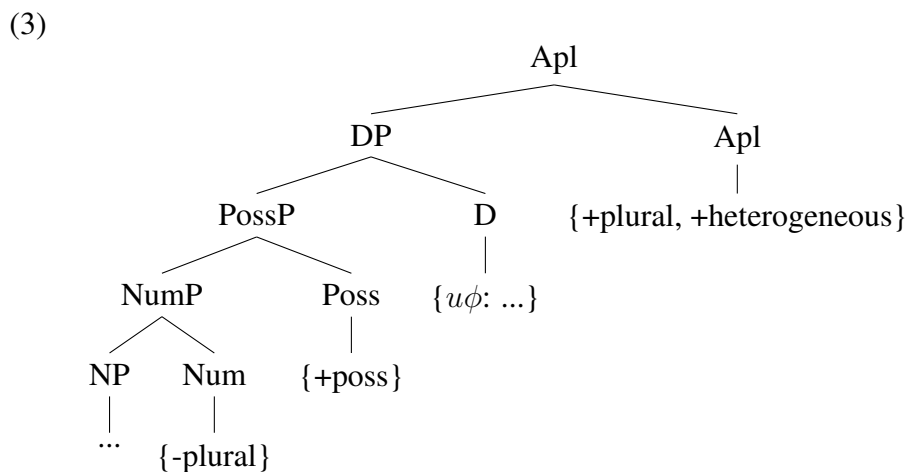 (3)
Apl
DP Apl
PossP D {+plural, +heterogeneous}
NumP Poss {uϕ: ...}
NP Num {+poss}
... {-plural}